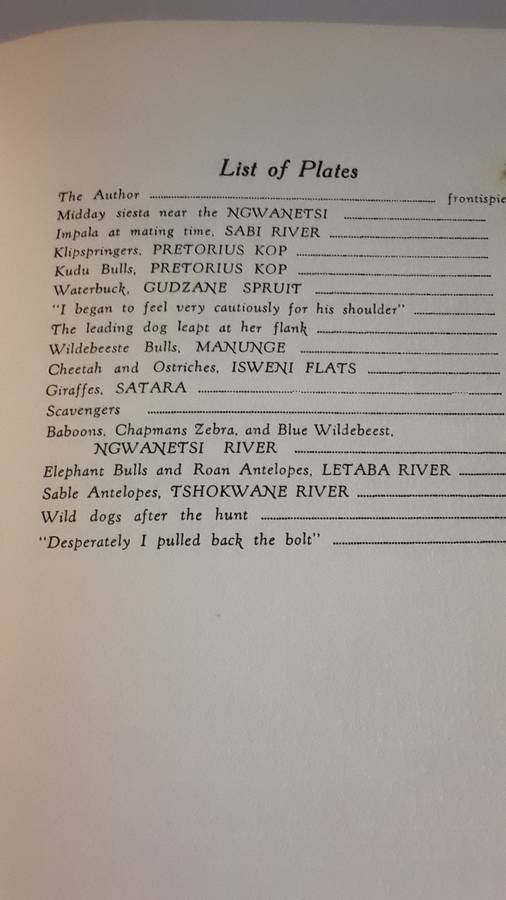 List of Plates
The Author ........ frontispie
Midday siesta near the NGWANETSI ........
Impala at mating time, SABI RIVER ........
Klipspringers, PRETORIUS KOP ........
Kudu Bulls, PRETORIUS KOP ........
Waterbuck, GUDZANE SPRUIT ........
"I began to feel very cautiously for his shoulder" ........
The leading dog leapt at her flank ........
Wildebeeste Bulls, MANUNGE ........
Cheetah and Ostriches, ISWENI FLATS ........
Giraffes, SATARA ........
Scavengers ........
Baboons, Chapmans Zebra, and Blue Wildebeest,
NGWANETSI RIVER ........
Elephant Bulls and Roan Antelopes, LETABA RIVER ........
Sable Antelopes, TSHOKWANE RIVER ........
Wild dogs after the hunt ........
"Desperately I pulled back the bolt" ........